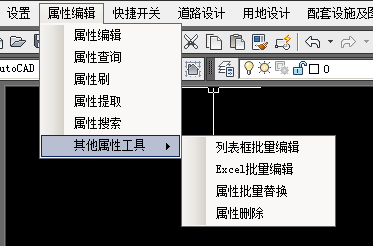 设置 属性编辑 快捷开关 道路设计 用地设计 配套设施及图
属性编辑
属性查询
utoCAD 0
属性刷
属性提取
属性搜索
其他属性工具
列表框批量编辑
Excel批量编辑
属性批量替换
属性删除